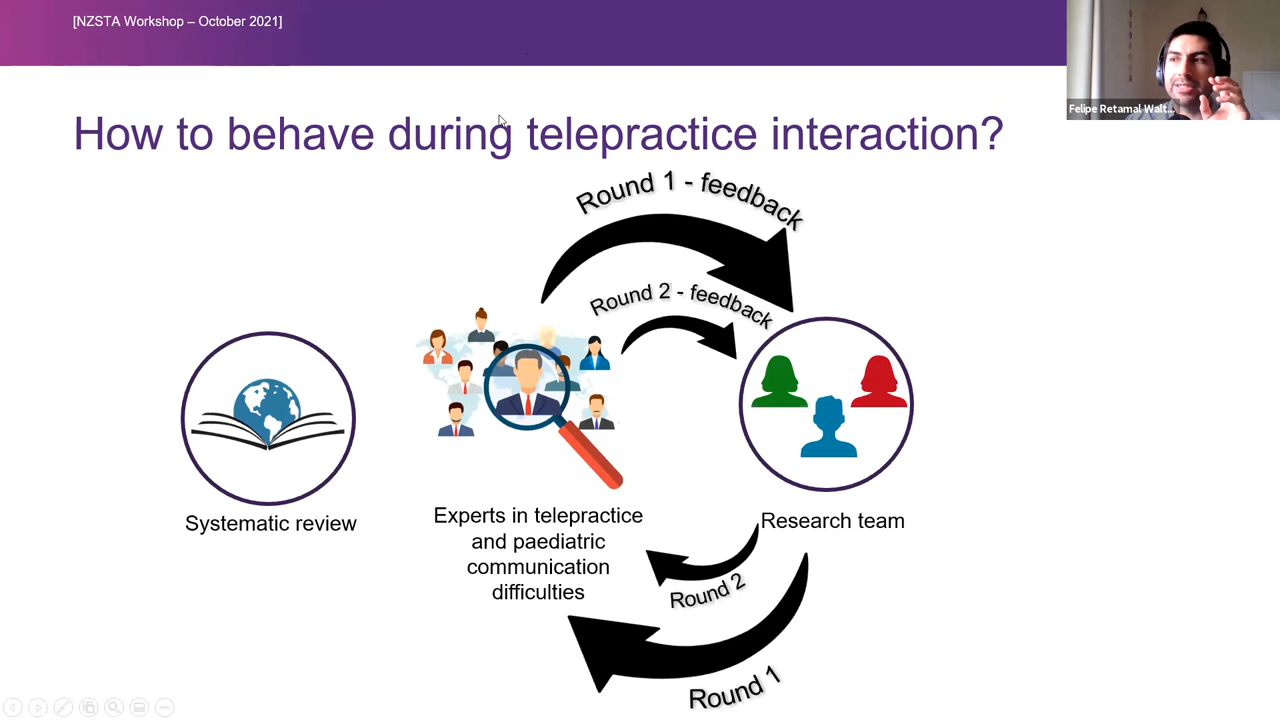 [NZSTA Workshop – October 2021]
Felipe Retamal Walt...
How to behave during telepractice interaction?
Round 1 - feedback
Round 2 - feedback
Systematic review
Experts in telepractice
and paediatric
communication
difficulties
Research team
Round 2
Round 1